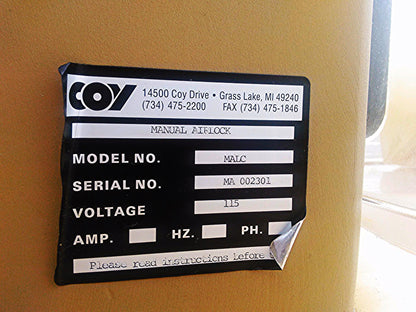 COY
14500 Coy Drive • Grass Lake, MI 49240
(734) 475-2200 FAX (734) 475-1846
MANUAL AIRLOCK
MODEL NO. MALC
SERIAL NO. MA 002301
VOLTAGE 115
AMP. HZ. PH.
Please read instructions before